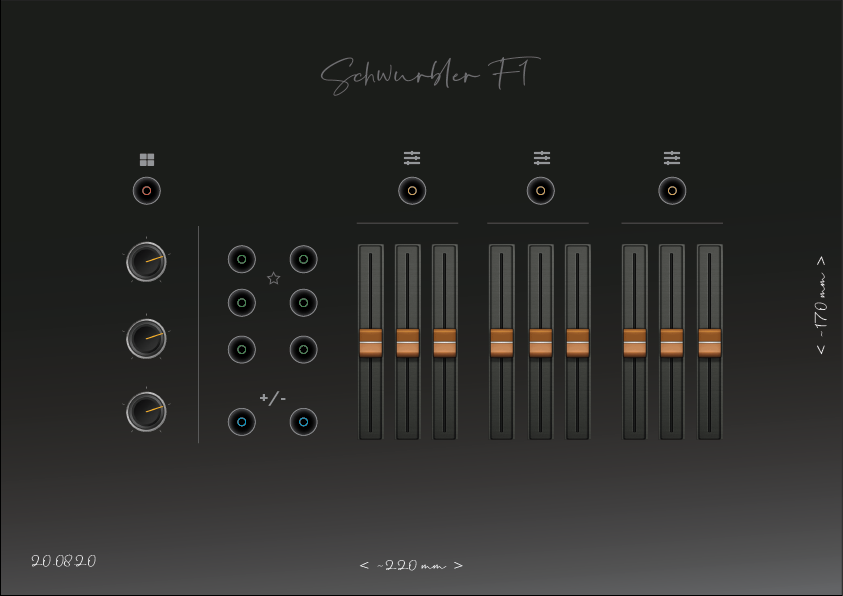 Schwurbler F1
+/-
< ~170 mm >
20.08.20
< ~220 mm >